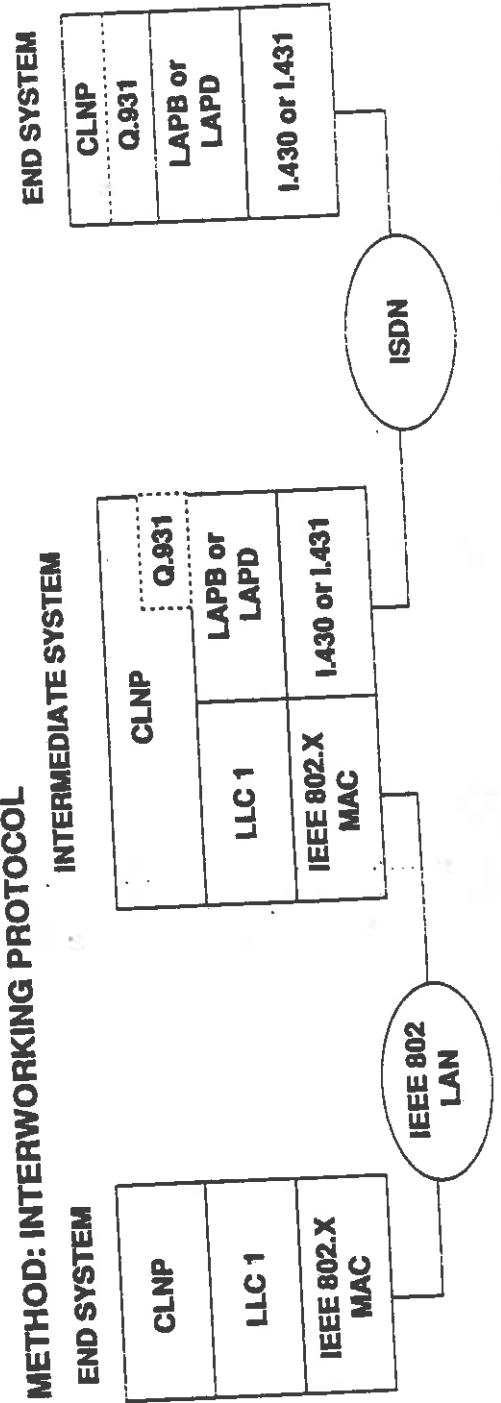 METHOD: INTERWORKING PROTOCOL
END SYSTEM
CLNP
LLC 1
IEEE 802.X
MAC
IEEE 802
LAN
INTERMEDIATE SYSTEM
CLNP
Q.931
LLC 1
LAPB or
LAPD
IEEE 802.X
MAC
I.430 or I.431
ISDN
END SYSTEM
CLNP
Q.931
LAPB or
LAPD
I.430 or I.431